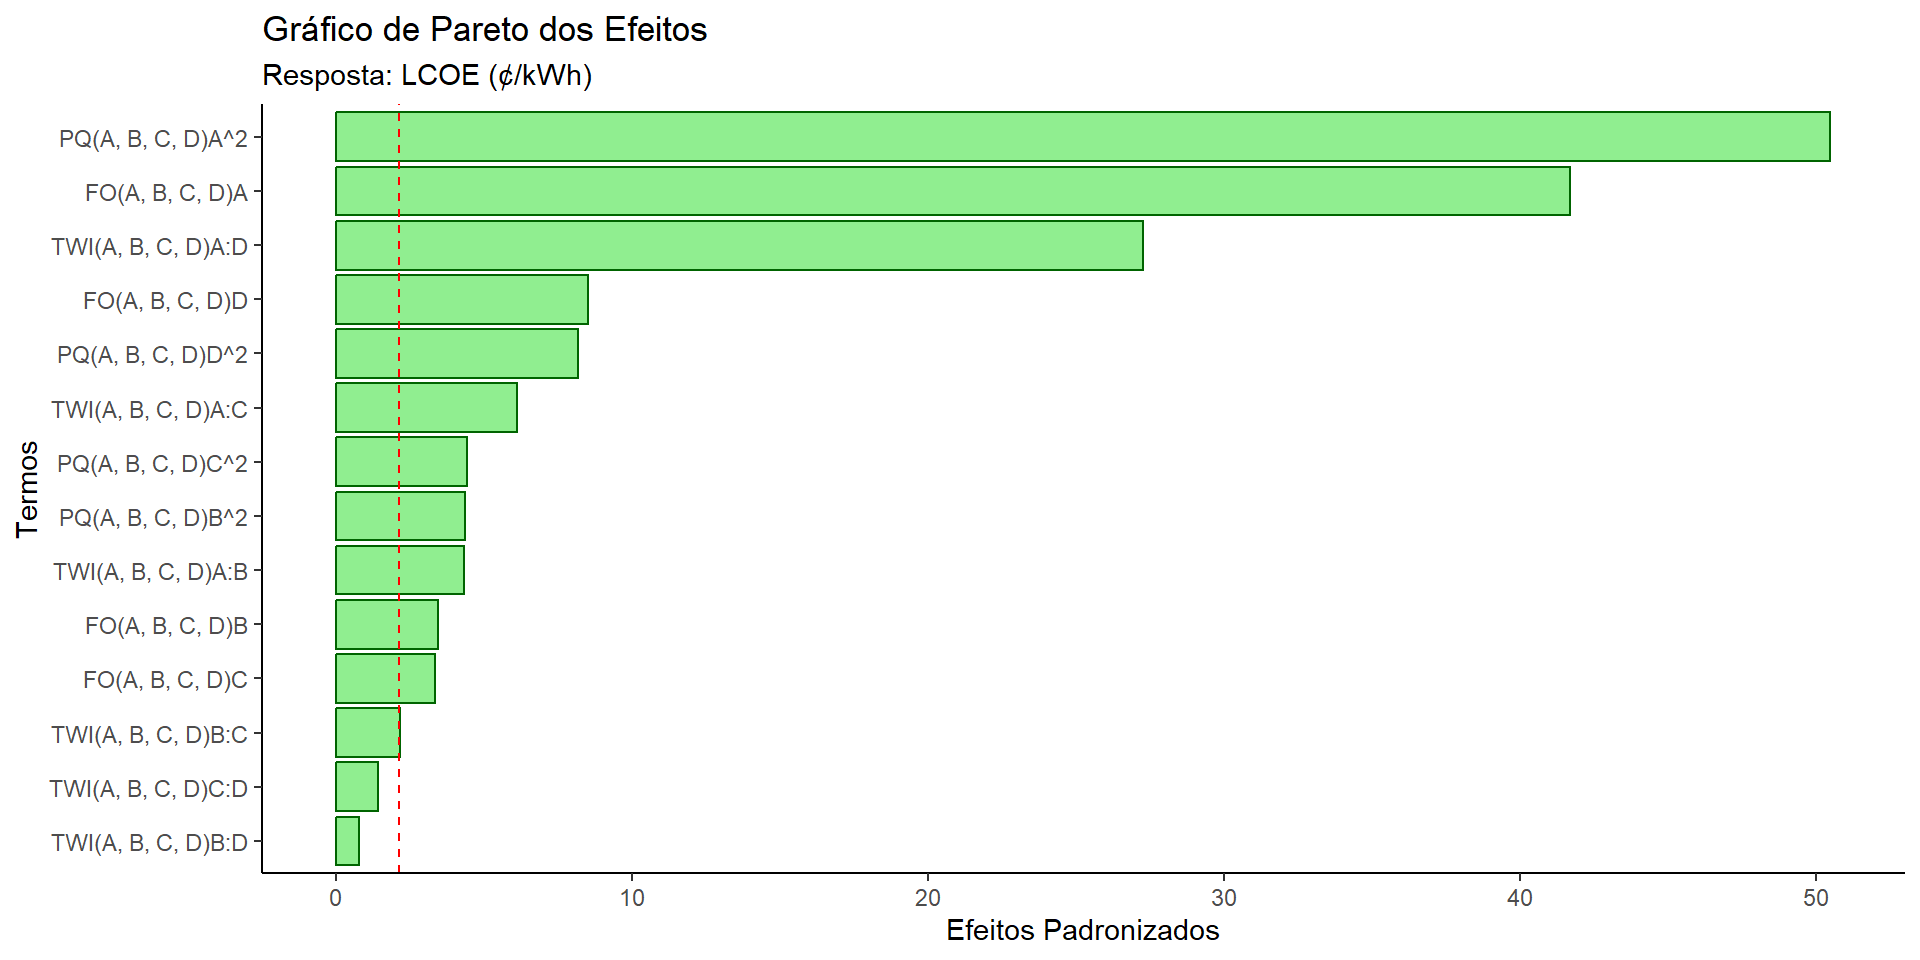 Gráfico de Pareto dos Efeitos
Resposta: LCOE (¢/kWh)
Termos
PQ(A, B, C, D)A^2
FO(A, B, C, D)A
TWI(A, B, C, D)A:D
FO(A, B, C, D)D
PQ(A, B, C, D)D^2
TWI(A, B, C, D)A:C
PQ(A, B, C, D)C^2
PQ(A, B, C, D)B^2
TWI(A, B, C, D)A:B
FO(A, B, C, D)B
FO(A, B, C, D)C
TWI(A, B, C, D)B:C
TWI(A, B, C, D)C:D
TWI(A, B, C, D)B:D
0 10 20 30 40 50
Efeitos Padronizados